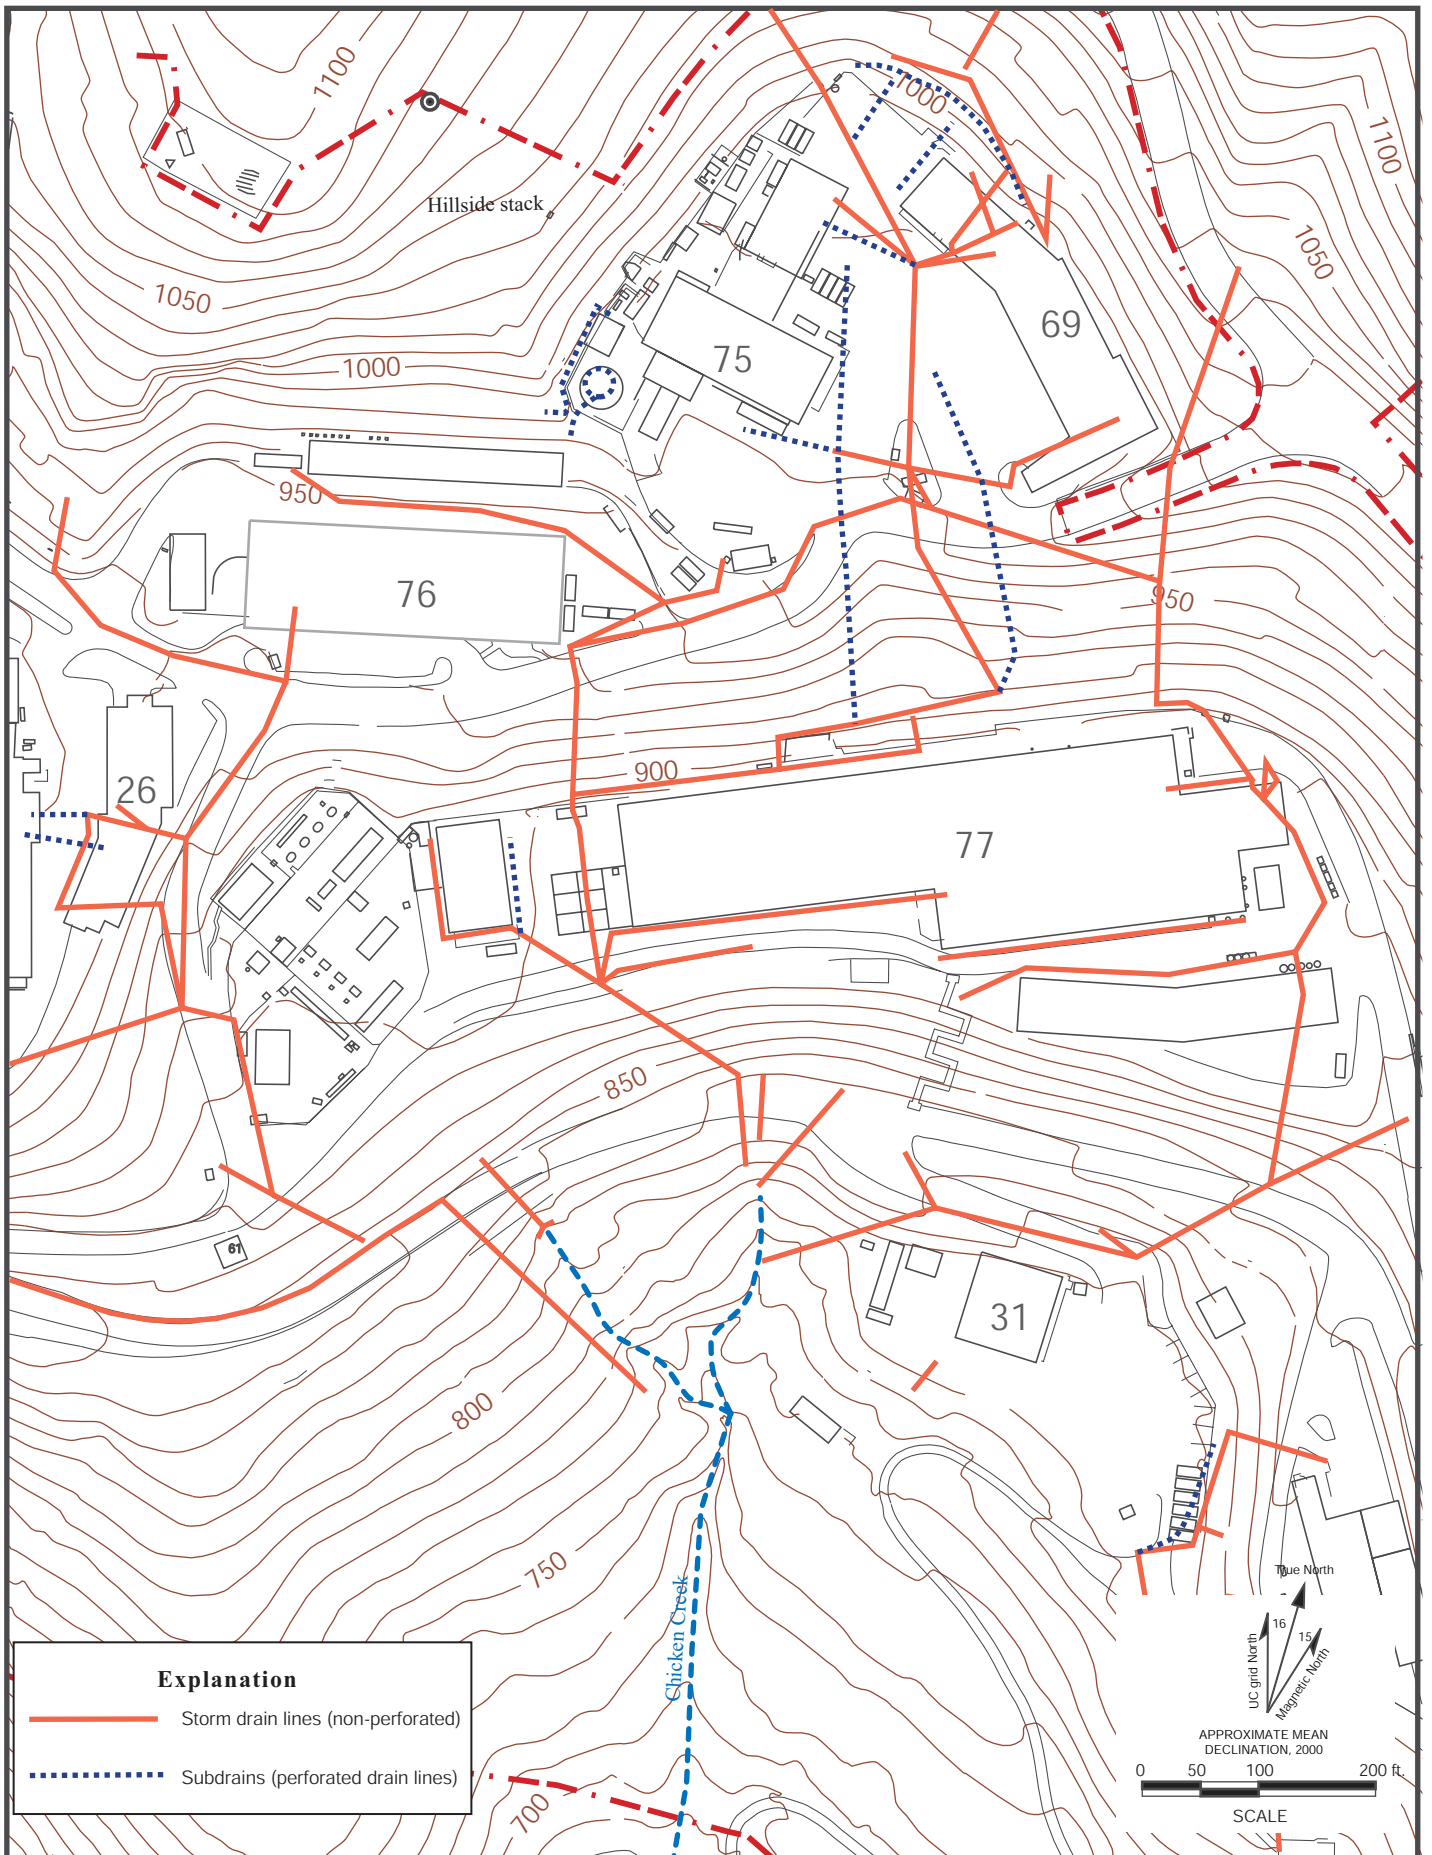 1100
1000
1100
Hillside stack
1050
1050
69
75
1000
950
76
950
900
26
77
850
61
31
800
750
Chicken Creek
True North
16
15
UC grid North
Magnetic North
APPROXIMATE MEAN
DECLINATION, 2000
0 50 100 200 ft.
SCALE
Explanation
Storm drain lines (non-perforated)
Subdrains (perforated drain lines)
700